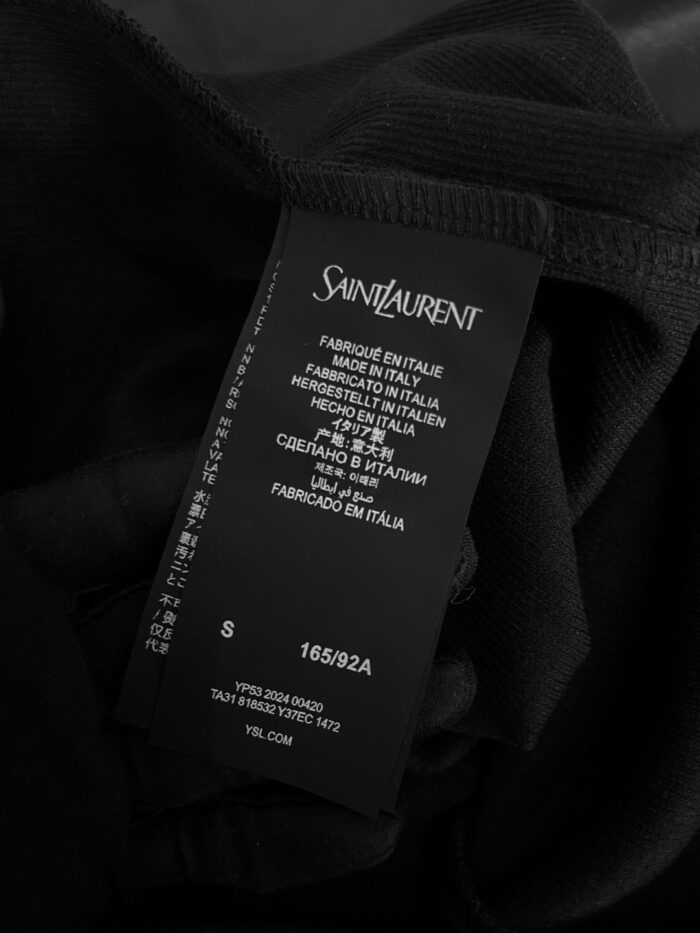 SAINT LAURENT
FABRIQUÉ EN ITALIE
MADE IN ITALY
FABBRICATO IN ITALIA
HERGESTELLT IN ITALIEN
HECHO EN ITALIA
イタリア製
产地:意大利
СДЕЛАНО В ИТАЛИИ
제조국: 이태리
صنع في ايطاليا
FABRICADO EM ITÁLIA
S 165/92A
YP53 2024 00420
TA31 818532 Y37EC 1472
YSL.COM